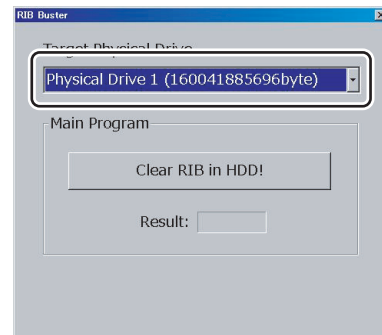 RIB Buster
Target Physical Drive
Physical Drive 1 (160041885696byte)
Main Program
Clear RIB in HDD!
Result: